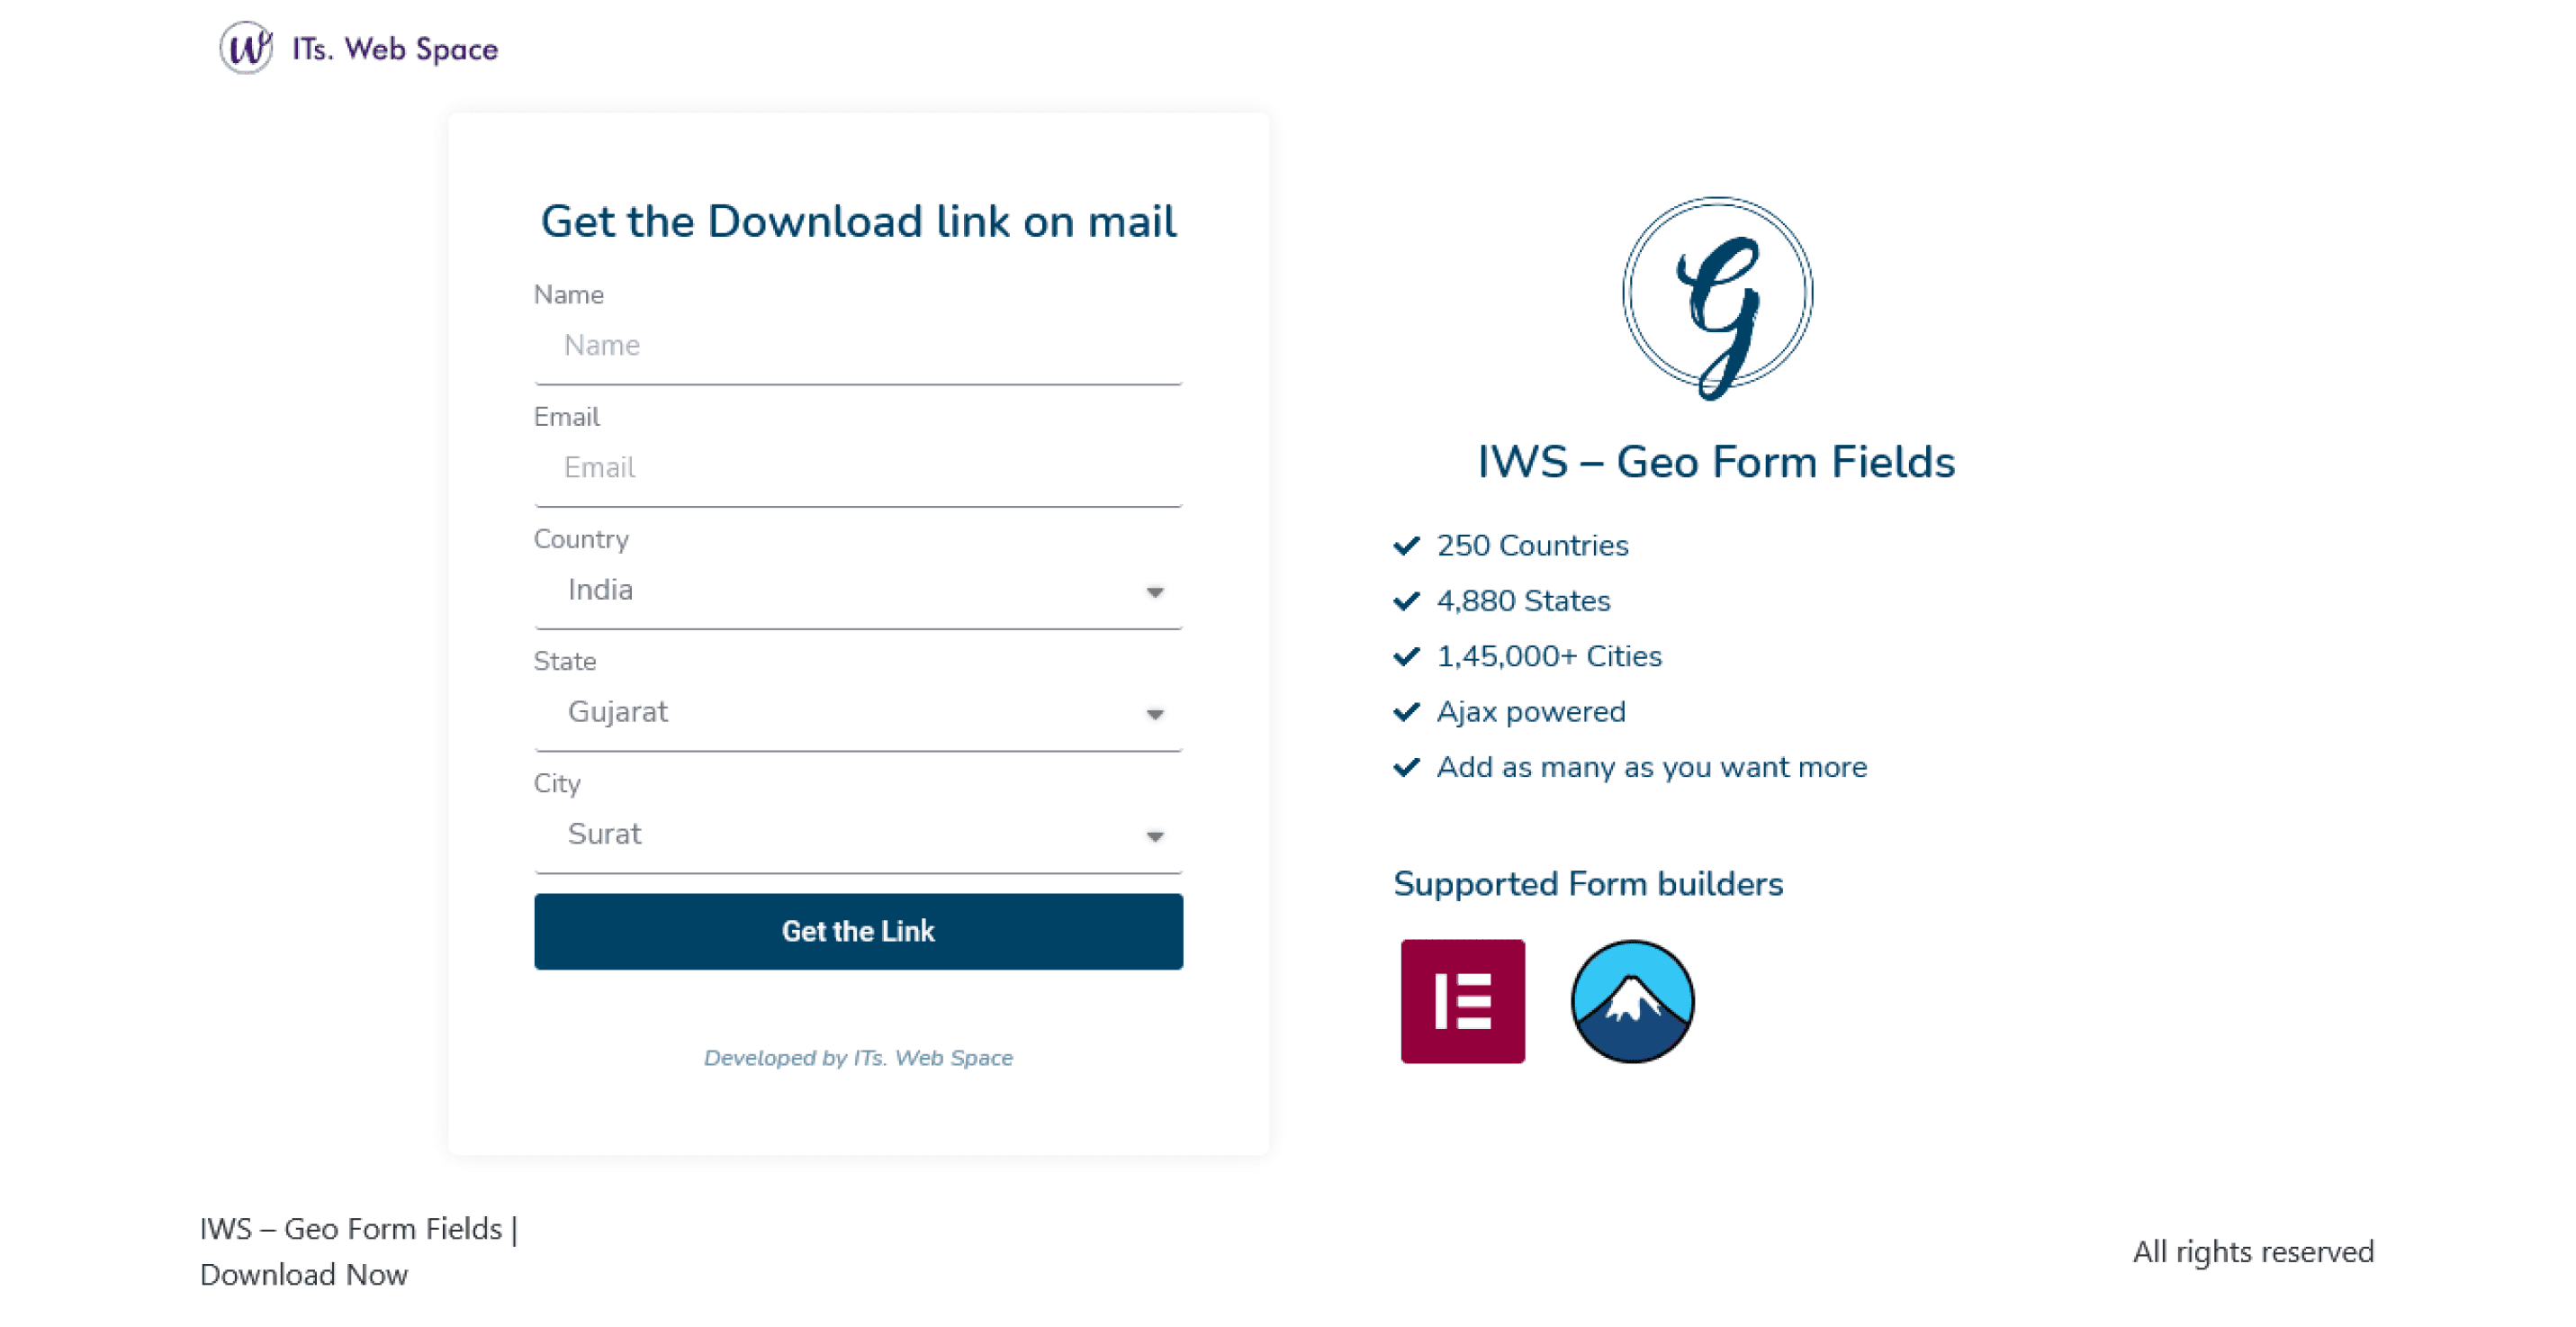 ITs. Web Space
Get the Download link on mail
Name
Name
Email
Email
Country
India
State
Gujarat
City
Surat
Get the Link
Developed by ITs. Web Space
IWS – Geo Form Fields
250 Countries
4,880 States
1,45,000+ Cities
Ajax powered
Add as many as you want more
Supported Form builders
IWS – Geo Form Fields |
Download Now
All rights reserved